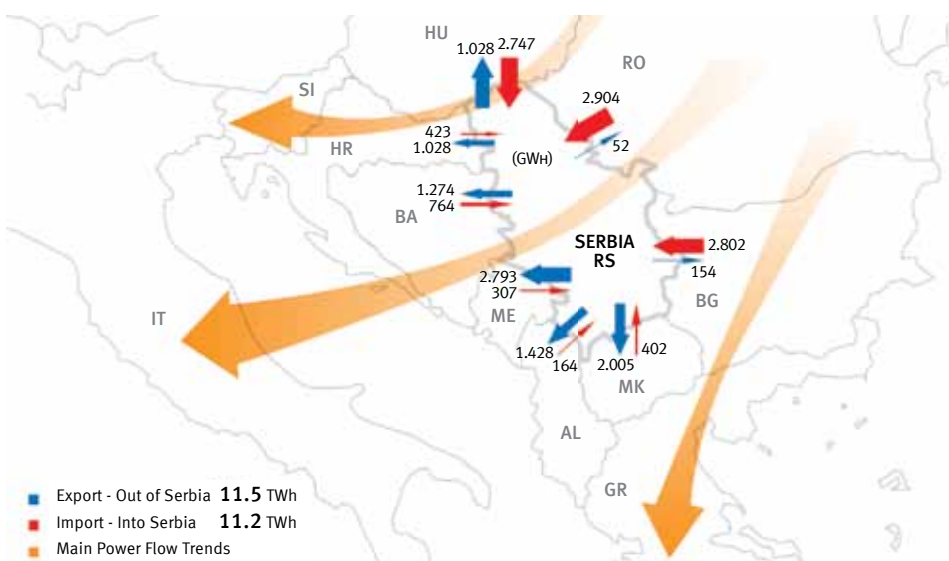 HU
1.028 2.747
RO
SI
2.904
423
1.028
HR
52
(GWh)
1.274
764
BA
SERBIA
RS
2.802
154
2.793
307
BG
IT
ME
1.428
164
2.005
402
MK
AL
GR
Export - Out of Serbia 11.5 TWh
Import - Into Serbia 11.2 TWh
Main Power Flow Trends